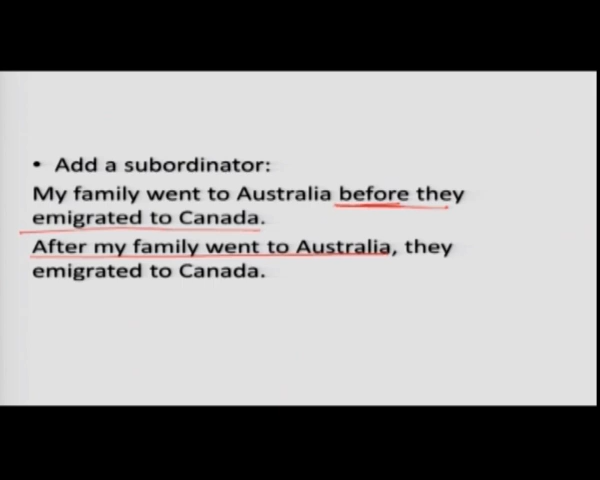 • Add a subordinator:
My family went to Australia before they
emigrated to Canada.
After my family went to Australia, they
emigrated to Canada.